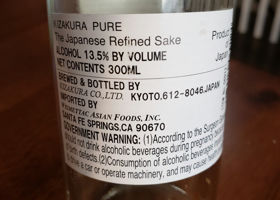 KIZAKURA PURE
The Japanese Refined Sake
ALCOHOL 13.5% BY VOLUME
NET CONTENTS 300ML
Produc
Japa
BREWED & BOTTLED BY
KIZAKURA CO.,LTD. KYOTO.612-8046.JAPAN
IMPORTED BY
ASIAN FOODS, INC.
SANTA FE SPRINGS.CA 90670
GOVERNMENT WARNING: (1)According to the Surgeon
not drink alcoholic beverages during pregnancy
defects.(2)Consumption of alcoholic beverages
a car or operate machinery, and may cause health